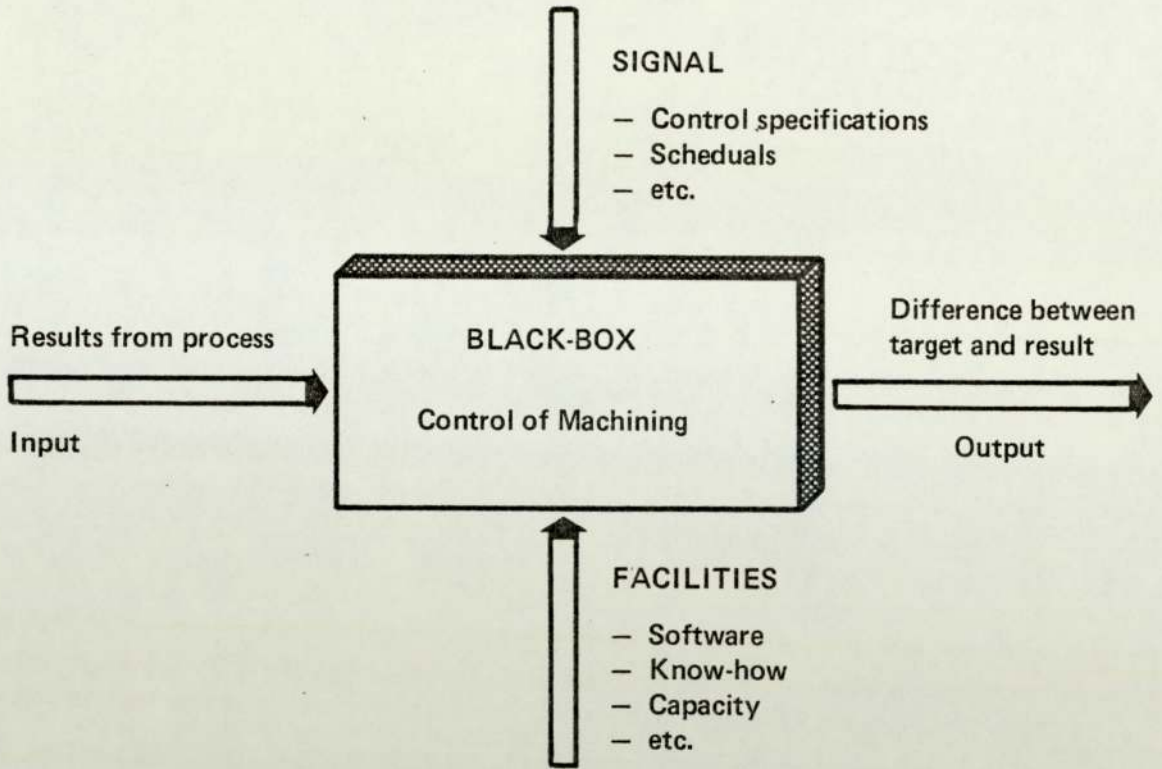 SIGNAL
— Control specifications
— Scheduals
— etc.
Results from process
Input
BLACK-BOX
Control of Machining
Difference between
target and result
Output
FACILITIES
— Software
— Know-how
— Capacity
— etc.